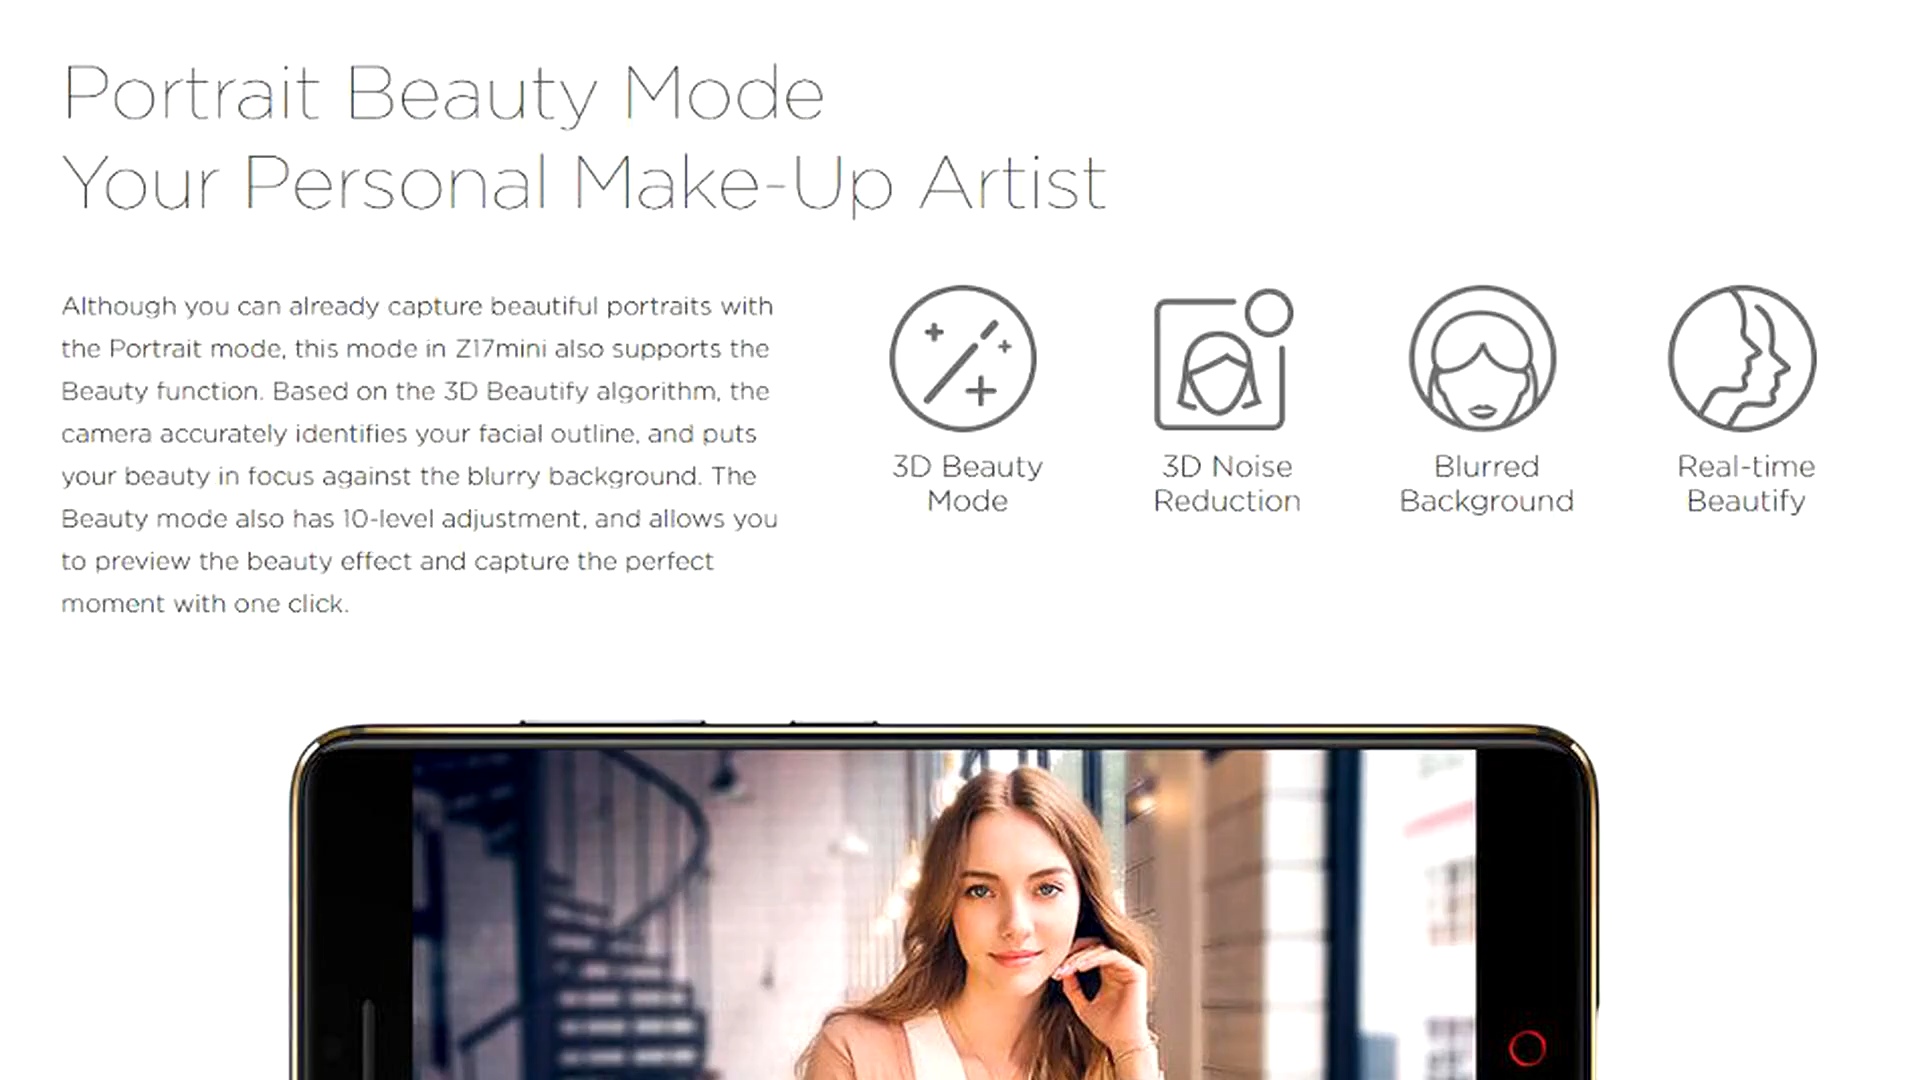 Portrait Beauty Mode
Your Personal Make-Up Artist
Although you can already capture beautiful portraits with
the Portrait mode, this mode in Z17mini also supports the
Beauty function. Based on the 3D Beautify algorithm, the
camera accurately identifies your facial outline, and puts
your beauty in focus against the blurry background. The
Beauty mode also has 10-level adjustment, and allows you
to preview the beauty effect and capture the perfect
moment with one click.
3D Beauty
Mode
3D Noise
Reduction
Blurred
Background
Real-time
Beautify